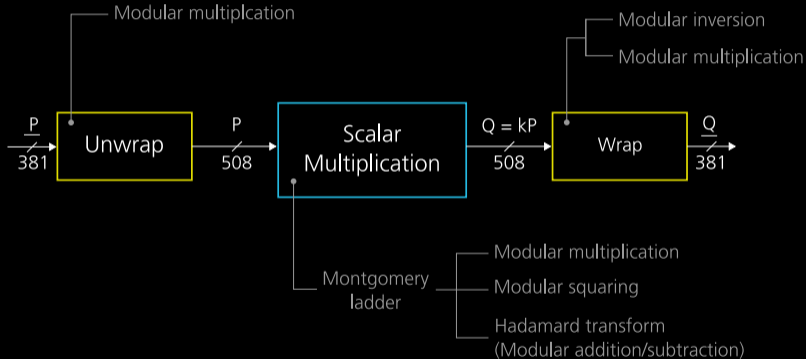 Modular multiplcation
Modular inversion
Modular multiplication
P
381
Unwrap
P
508
Scalar
Multiplication
Q = kP
508
Wrap
Q
381
Montgomery
ladder
Modular multiplication
Modular squaring
Hadamard transform
(Modular addition/subtraction)